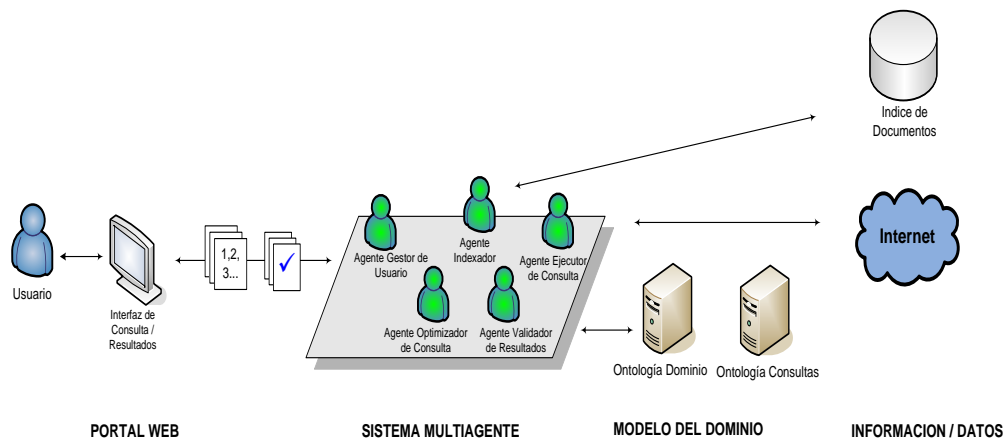 Indice de
Documentos
Internet
Usuario
1,2,
3...
Interfaz de
Consulta /
Resultados
Agente Gestor de
Usuario
Agente
Indexador
Agente Ejecutor
de Consulta
Agente Optimizador
de Consulta
Agente Validador
de Resultados
Ontología Dominio
Ontología Consultas
PORTAL WEB
SISTEMA MULTIAGENTE
MODELO DEL DOMINIO
INFORMACION / DATOS